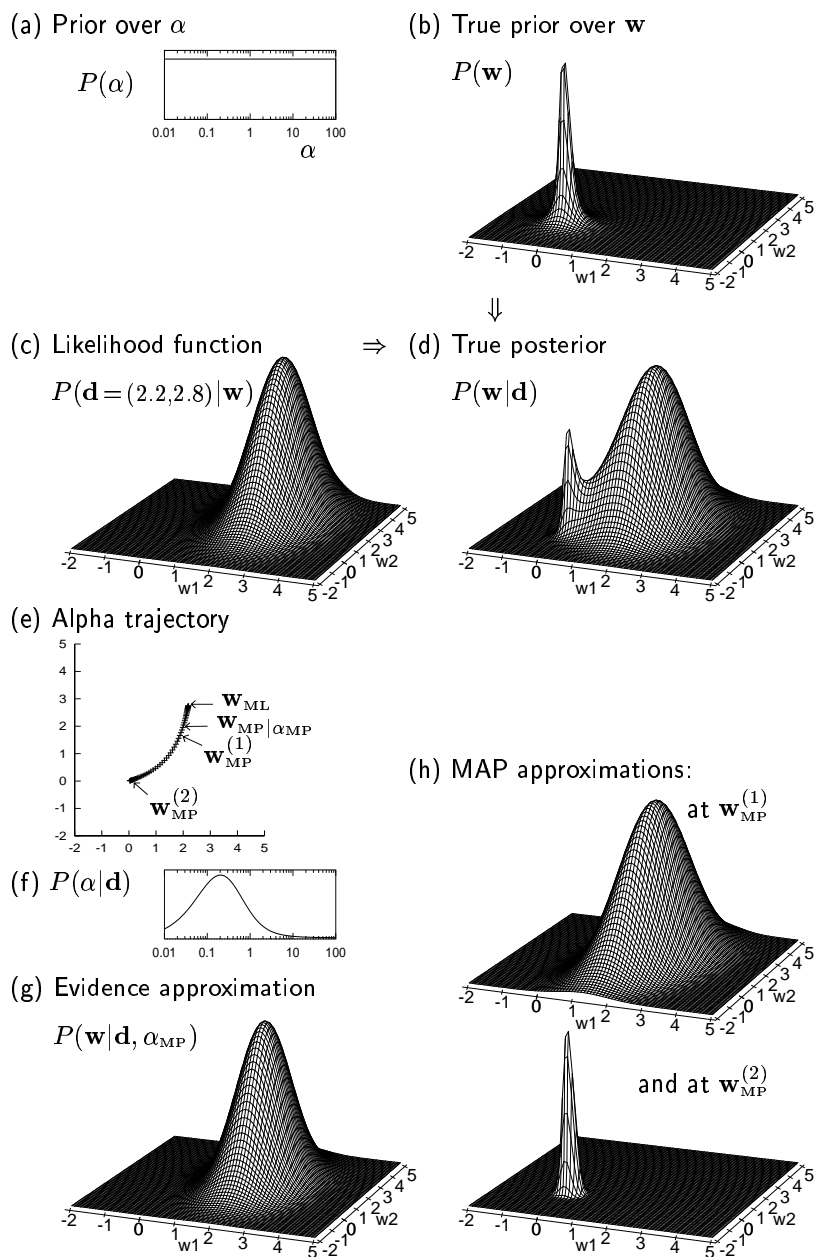 (a) Prior over α
P(α)
0.01 0.1 1 10 100
α
(b) True prior over w
P(w)
-2 -1 0 1 2 3 4 5
w1
-2 -1 0 1 2 3 4 5
w2
⇓
(c) Likelihood function
P(d=(2.2,2.8)|w)
-2 -1 0 1 2 3 4 5
w1
-2 -1 0 1 2 3 4 5
w2
⇒
(d) True posterior
P(w|d)
-2 -1 0 1 2 3 4 5
w1
-2 -1 0 1 2 3 4 5
w2
(e) Alpha trajectory
5
4
3
2
1
0
-1
-2
-2 -1 0 1 2 3 4 5
w_ML
w_MP|α_MP
w_MP^(1)
w_MP^(2)
(f) P(α|d)
0.01 0.1 1 10 100
(g) Evidence approximation
P(w|d, α_MP)
-2 -1 0 1 2 3 4 5
w1
-2 -1 0 1 2 3 4 5
w2
(h) MAP approximations:
at w_MP^(1)
-2 -1 0 1 2 3 4 5
w1
-2 -1 0 1 2 3 4 5
w2
and at w_MP^(2)
-2 -1 0 1 2 3 4 5
w1
-2 -1 0 1 2 3 4 5
w2